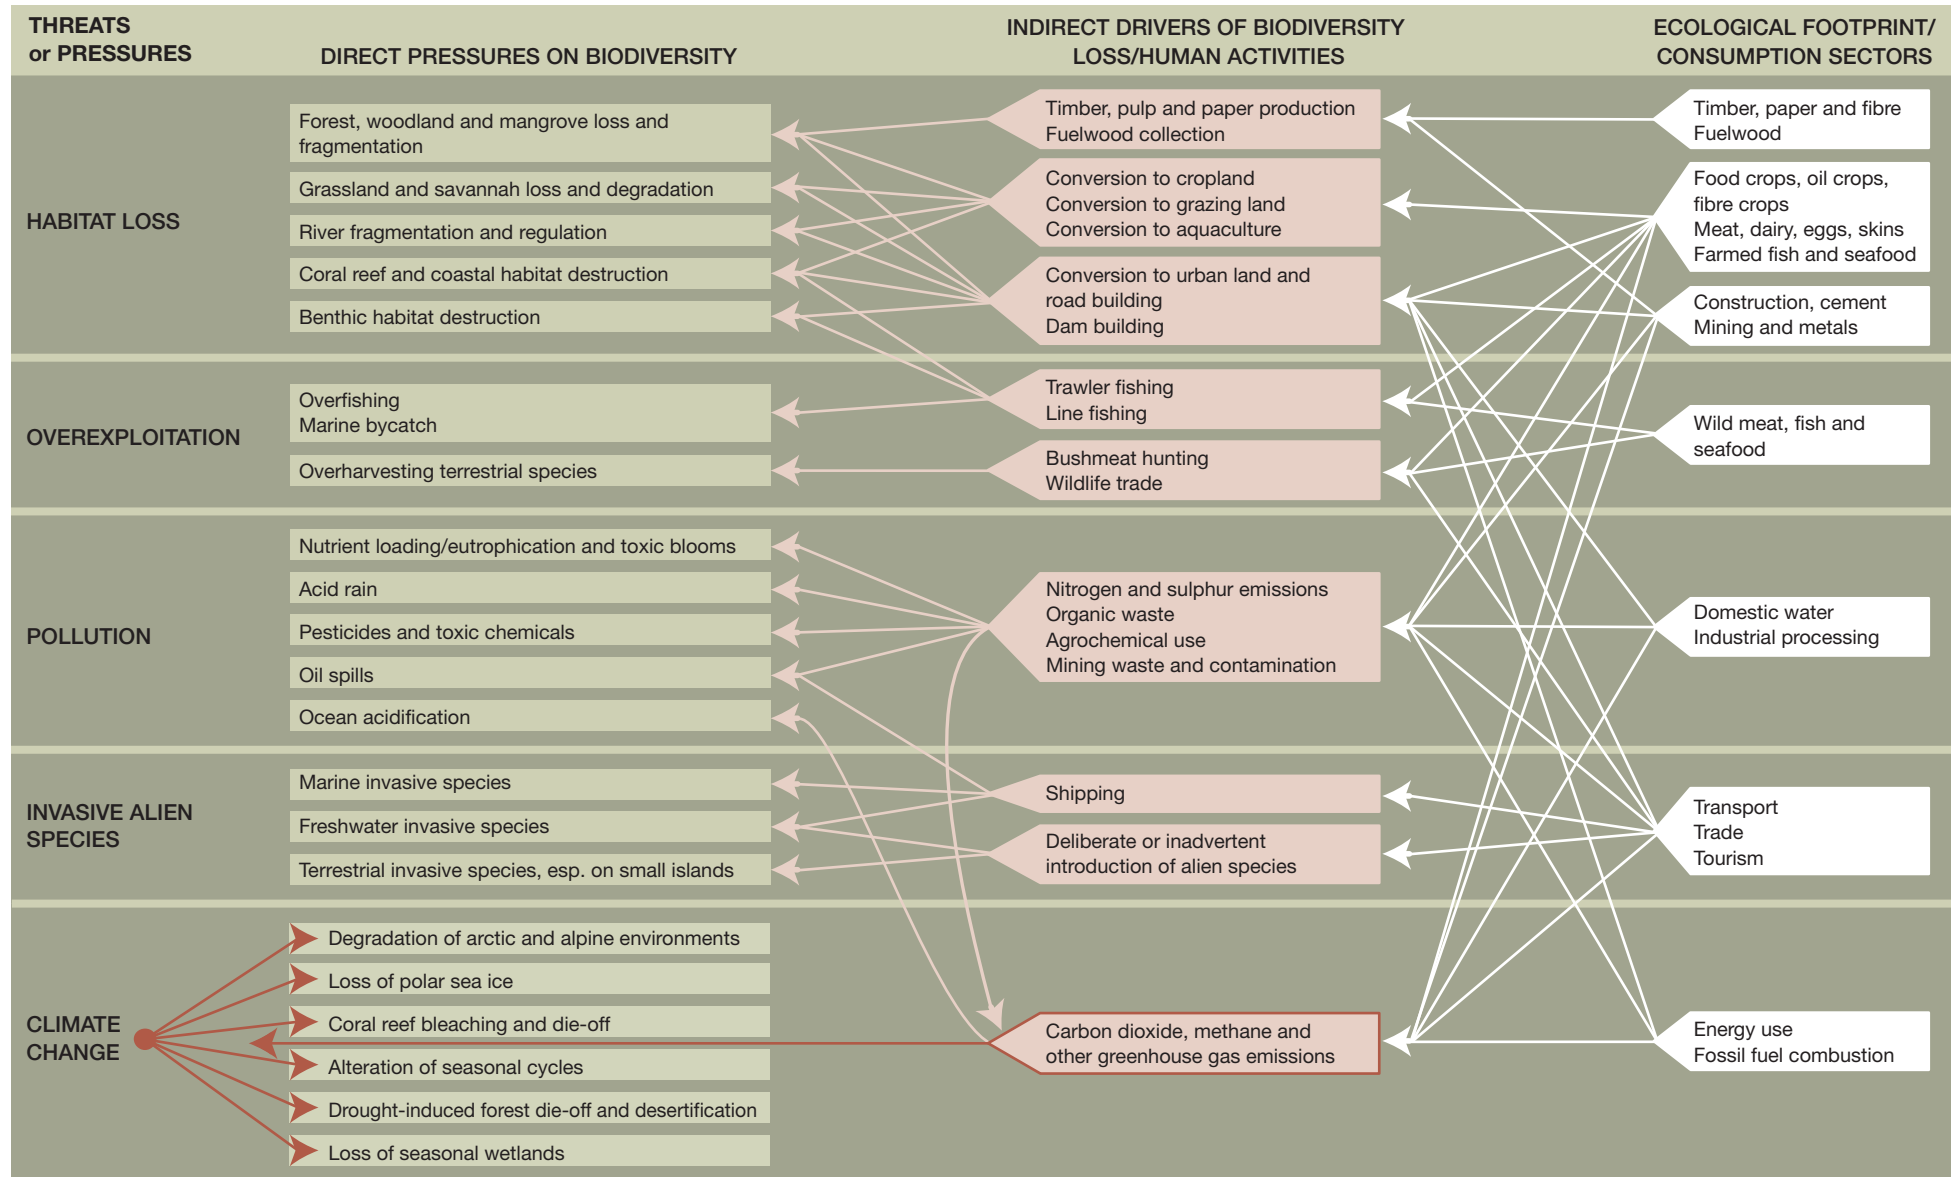 THREATS
or PRESSURES
DIRECT PRESSURES ON BIODIVERSITY
INDIRECT DRIVERS OF BIODIVERSITY
LOSS/HUMAN ACTIVITIES
ECOLOGICAL FOOTPRINT/
CONSUMPTION SECTORS
HABITAT LOSS
Forest, woodland and mangrove loss and
fragmentation
Grassland and savannah loss and degradation
River fragmentation and regulation
Coral reef and coastal habitat destruction
Benthic habitat destruction
Timber, pulp and paper production
Fuelwood collection
Conversion to cropland
Conversion to grazing land
Conversion to aquaculture
Conversion to urban land and
road building
Dam building
Timber, paper and fibre
Fuelwood
Food crops, oil crops,
fibre crops
Meat, dairy, eggs, skins
Farmed fish and seafood
Construction, cement
Mining and metals
OVEREXPLOITATION
Overfishing
Marine bycatch
Overharvesting terrestrial species
Trawler fishing
Line fishing
Bushmeat hunting
Wildlife trade
Wild meat, fish and
seafood
POLLUTION
Nutrient loading/eutrophication and toxic blooms
Acid rain
Pesticides and toxic chemicals
Oil spills
Ocean acidification
Nitrogen and sulphur emissions
Organic waste
Agrochemical use
Mining waste and contamination
Domestic water
Industrial processing
INVASIVE ALIEN
SPECIES
Marine invasive species
Freshwater invasive species
Terrestrial invasive species, esp. on small islands
Shipping
Deliberate or inadvertent
introduction of alien species
Transport
Trade
Tourism
CLIMATE
CHANGE
Degradation of arctic and alpine environments
Loss of polar sea ice
Coral reef bleaching and die-off
Alteration of seasonal cycles
Drought-induced forest die-off and desertification
Loss of seasonal wetlands
Carbon dioxide, methane and
other greenhouse gas emissions
Energy use
Fossil fuel combustion